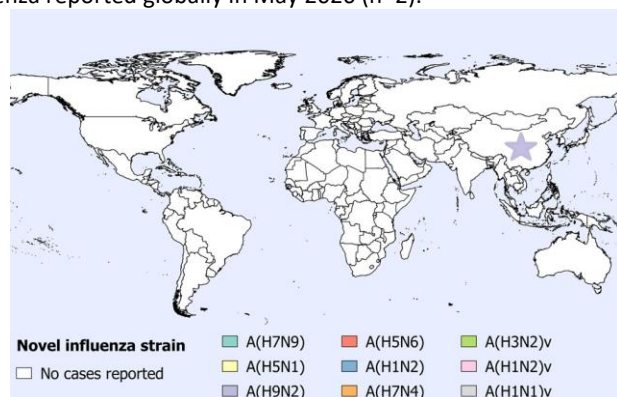 enza reported globally in May 2020 (n=2).
Novel influenza strain
No cases reported
A(H7N9) A(H5N6) A(H3N2)v
A(H5N1) A(H1N2) A(H1N2)v
A(H9N2) A(H7N4) A(H1N1)v